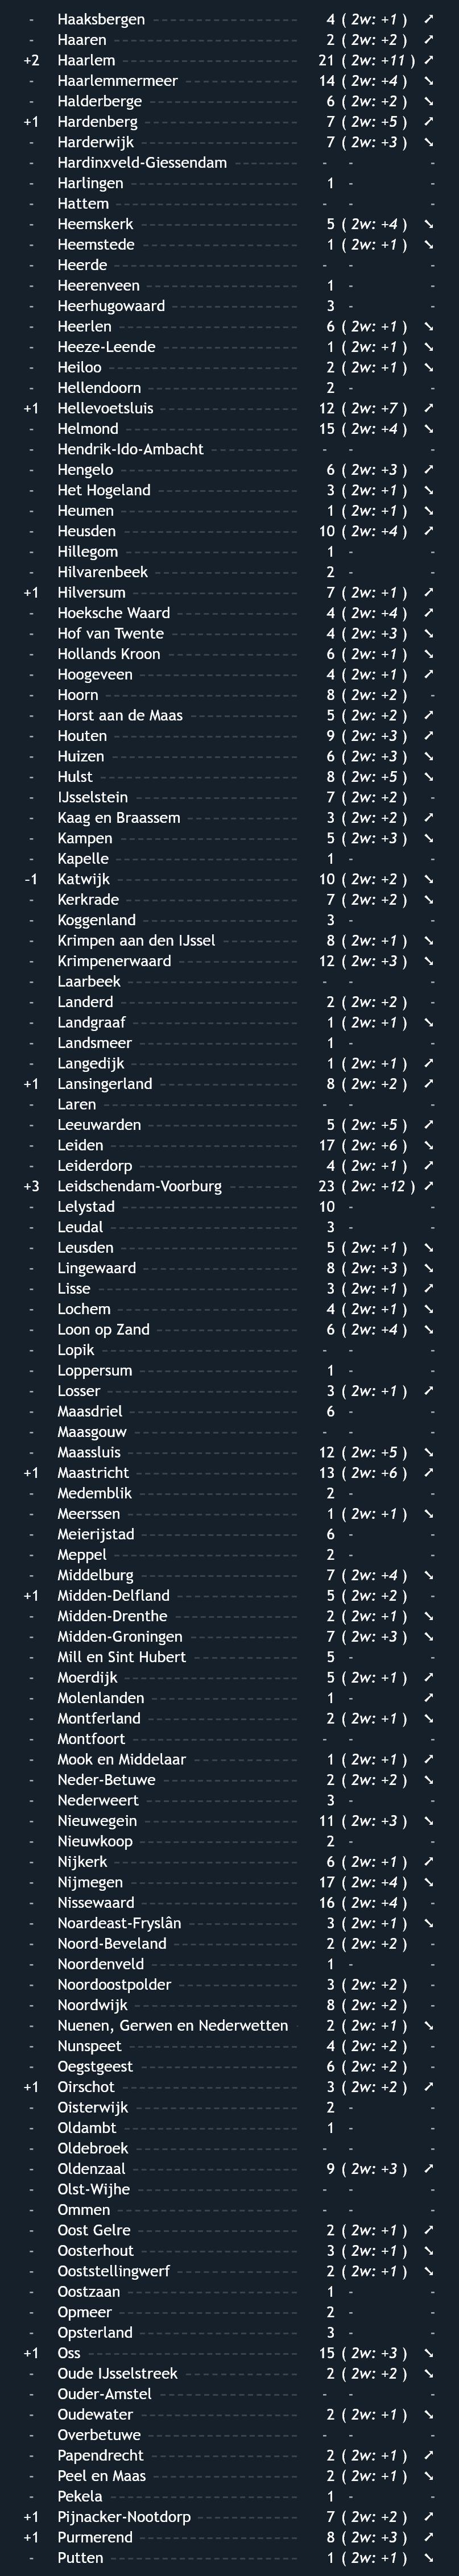 - Haaksbergen 4 ( 2w: +1 ) ➚
- Haaren 2 ( 2w: +2 ) ➚
+2 Haarlem 21 ( 2w: +11 ) ➚
- Haarlemmermeer 14 ( 2w: +4 ) ➘
- Halderberge 6 ( 2w: +2 ) ➘
+1 Hardenberg 7 ( 2w: +5 ) ➚
- Harderwijk 7 ( 2w: +3 ) ➘
- Hardinxveld-Giessendam - - -
- Harlingen 1 - -
- Hattem - - -
- Heemskerk 5 ( 2w: +4 ) ➘
- Heemstede 1 ( 2w: +1 ) ➘
- Heerde - - -
- Heerenveen 1 - -
- Heerhugowaard 3 - -
- Heerlen 6 ( 2w: +1 ) ➘
- Heeze-Leende 1 ( 2w: +1 ) ➘
- Heiloo 2 ( 2w: +1 ) ➘
- Hellendoorn 2 - -
+1 Hellevoetsluis 12 ( 2w: +7 ) ➚
- Helmond 15 ( 2w: +4 ) ➘
- Hendrik-Ido-Ambacht - - -
- Hengelo 6 ( 2w: +3 ) ➚
- Het Hogeland 3 ( 2w: +1 ) ➘
- Heumen 1 ( 2w: +1 ) ➘
- Heusden 10 ( 2w: +4 ) ➚
- Hillegom 1 - -
- Hilvarenbeek 2 - -
+1 Hilversum 7 ( 2w: +1 ) ➚
- Hoeksche Waard 4 ( 2w: +4 ) ➚
- Hof van Twente 4 ( 2w: +3 ) ➘
- Hollands Kroon 6 ( 2w: +1 ) ➘
- Hoogeveen 4 ( 2w: +1 ) ➚
- Hoorn 8 ( 2w: +2 ) -
- Horst aan de Maas 5 ( 2w: +2 ) ➚
- Houten 9 ( 2w: +3 ) ➚
- Huizen 6 ( 2w: +3 ) ➘
- Hulst 8 ( 2w: +5 ) ➘
- IJsselstein 7 ( 2w: +2 ) -
- Kaag en Braassem 3 ( 2w: +2 ) ➚
- Kampen 5 ( 2w: +3 ) ➘
- Kapelle 1 - -
-1 Katwijk 10 ( 2w: +2 ) ➘
- Kerkrade 7 ( 2w: +2 ) ➘
- Koggenland 3 - -
- Krimpen aan den IJssel 8 ( 2w: +1 ) ➘
- Krimpenerwaard 12 ( 2w: +3 ) ➘
- Laarbeek - - -
- Landerd 2 ( 2w: +2 ) -
- Landgraaf 1 ( 2w: +1 ) ➘
- Landsmeer 1 - -
- Langedijk 1 ( 2w: +1 ) ➚
+1 Lansingerland 8 ( 2w: +2 ) ➚
- Laren - - -
- Leeuwarden 5 ( 2w: +5 ) ➚
- Leiden 17 ( 2w: +6 ) ➘
- Leiderdorp 4 ( 2w: +1 ) ➚
+3 Leidschendam-Voorburg 23 ( 2w: +12 ) ➚
- Lelystad 10 - -
- Leudal 3 - -
- Leusden 5 ( 2w: +1 ) ➘
- Lingewaard 8 ( 2w: +3 ) ➘
- Lisse 3 ( 2w: +1 ) ➚
- Lochem 4 ( 2w: +1 ) ➘
- Loon op Zand 6 ( 2w: +4 ) ➘
- Lopik - - -
- Loppersum 1 - -
- Losser 3 ( 2w: +1 ) ➚
- Maasdriel 6 - -
- Maasgouw - - -
- Maassluis 12 ( 2w: +5 ) ➘
+1 Maastricht 13 ( 2w: +6 ) ➚
- Medemblik 2 - -
- Meerssen 1 ( 2w: +1 ) ➘
- Meierijstad 6 - -
- Meppel 2 - -
- Middelburg 7 ( 2w: +4 ) ➘
+1 Midden-Delfland 5 ( 2w: +2 ) -
- Midden-Drenthe 2 ( 2w: +1 ) ➘
- Midden-Groningen 7 ( 2w: +3 ) ➘
- Mill en Sint Hubert 5 - -
- Moerdijk 5 ( 2w: +1 ) ➚
- Molenlanden 1 - ➚
- Montferland 2 ( 2w: +1 ) ➘
- Montfoort - - -
- Mook en Middelaar 1 ( 2w: +1 ) ➚
- Neder-Betuwe 2 ( 2w: +2 ) ➘
- Nederweert 3 - -
- Nieuwegein 11 ( 2w: +3 ) ➘
- Nieuwkoop 2 - -
- Nijkerk 6 ( 2w: +1 ) ➚
- Nijmegen 17 ( 2w: +4 ) ➘
- Nissewaard 16 ( 2w: +4 ) -
- Noardeast-Fryslân 3 ( 2w: +1 ) ➘
- Noord-Beveland 2 ( 2w: +2 ) -
- Noordenveld 1 - -
- Noordoostpolder 3 ( 2w: +2 ) -
- Noordwijk 8 ( 2w: +2 ) -
- Nuenen, Gerwen en Nederwetten 2 ( 2w: +1 ) ➘
- Nunspeet 4 ( 2w: +2 ) -
- Oegstgeest 6 ( 2w: +2 ) -
+1 Oirschot 3 ( 2w: +2 ) ➚
- Oisterwijk 2 - -
- Oldambt 1 - -
- Oldebroek - - -
- Oldenzaal 9 ( 2w: +3 ) ➚
- Olst-Wijhe - - -
- Ommen - - -
- Oost Gelre 2 ( 2w: +1 ) ➚
- Oosterhout 3 ( 2w: +1 ) ➘
- Ooststellingwerf 2 ( 2w: +1 ) ➘
- Oostzaan 1 - -
- Opmeer 2 - -
- Opsterland 3 - -
+1 Oss 15 ( 2w: +3 ) ➘
- Oude IJsselstreek 2 ( 2w: +2 ) ➘
- Ouder-Amstel - - -
- Oudewater 2 ( 2w: +1 ) ➘
- Overbetuwe - - -
- Papendrecht 2 ( 2w: +1 ) ➚
- Peel en Maas 2 ( 2w: +1 ) ➘
- Pekela 1 - -
+1 Pijnacker-Nootdorp 7 ( 2w: +2 ) ➚
+1 Purmerend 8 ( 2w: +3 ) ➚
- Putten 1 ( 2w: +1 ) ➘